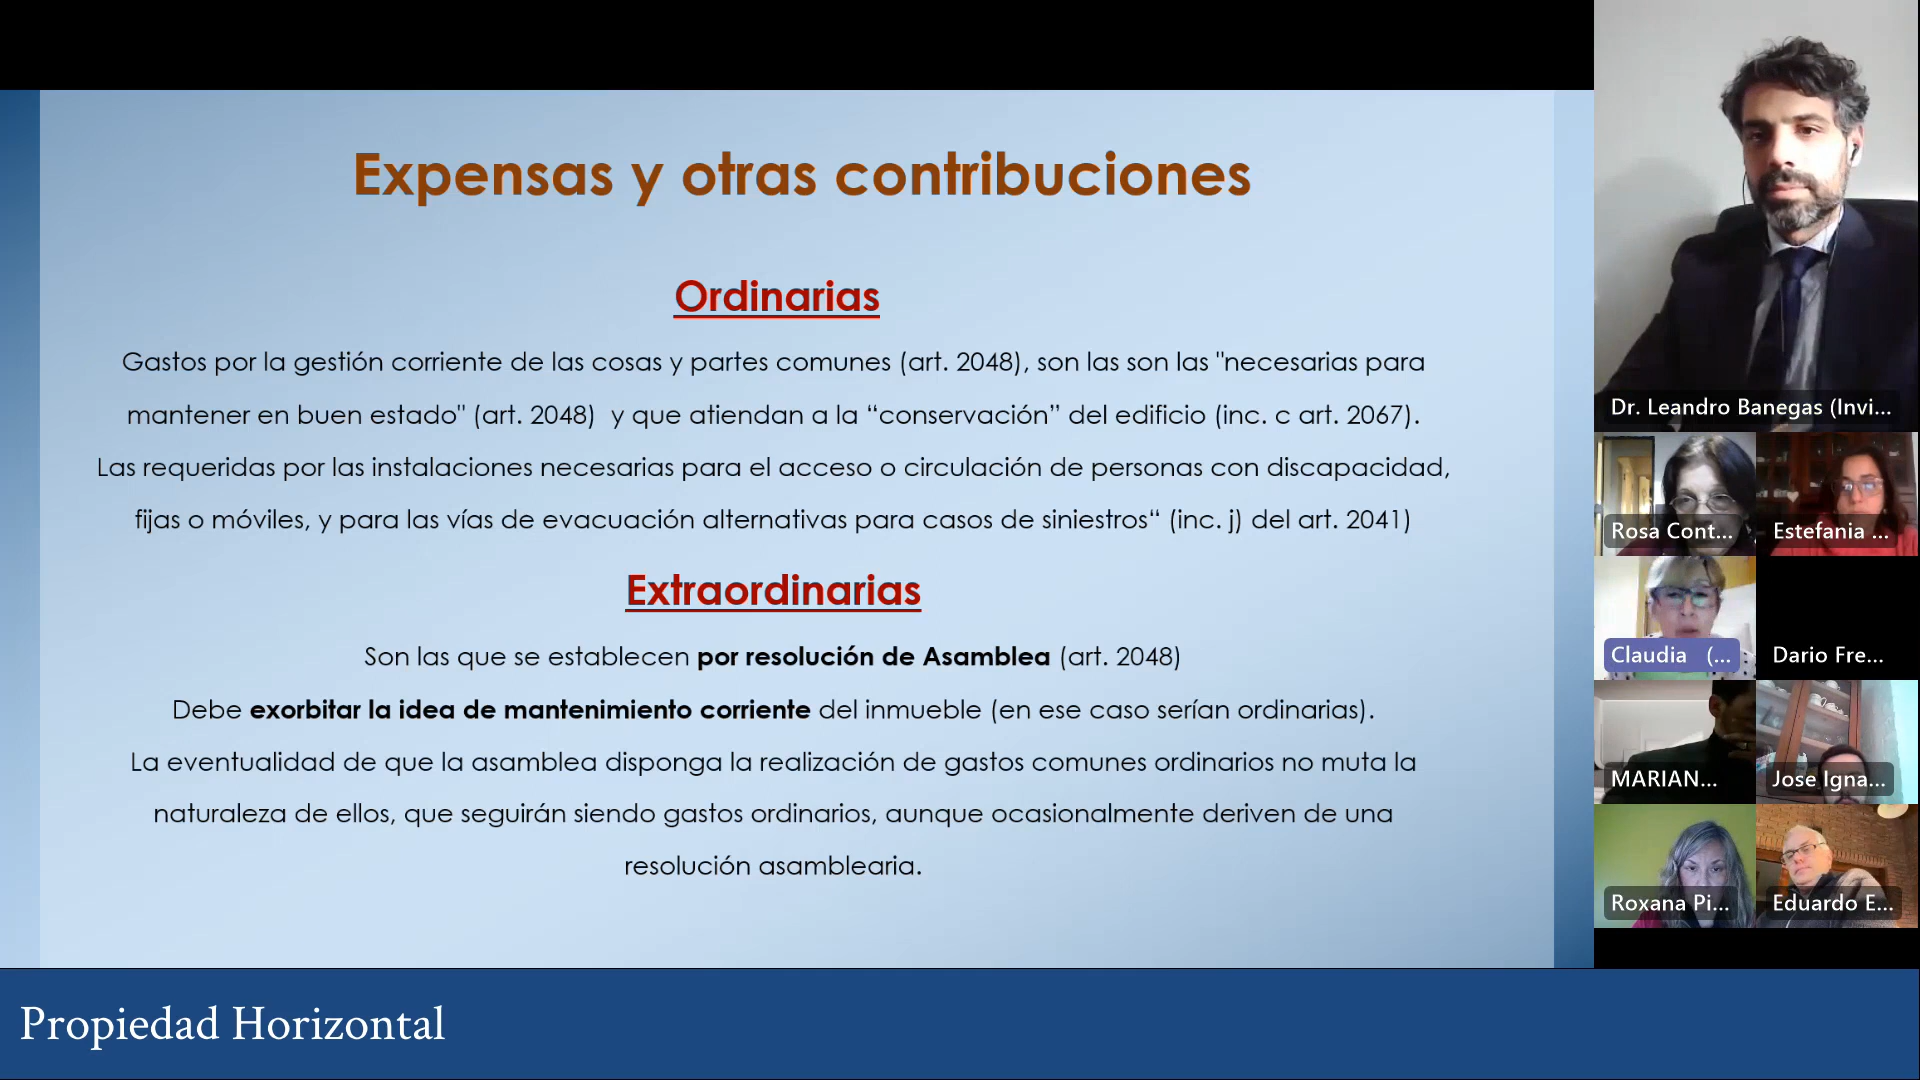 Expensas y otras contribuciones
Ordinarias
Gastos por la gestión corriente de las cosas y partes comunes (art. 2048), son las son las "necesarias para
mantener en buen estado" (art. 2048)  y que atiendan a la “conservación” del edificio (inc. c art. 2067).
Las requeridas por las instalaciones necesarias para el acceso o circulación de personas con discapacidad,
fijas o móviles, y para las vías de evacuación alternativas para casos de siniestros“ (inc. j) del art. 2041)
Extraordinarias
Son las que se establecen por resolución de Asamblea (art. 2048)
Debe exorbitar la idea de mantenimiento corriente del inmueble (en ese caso serían ordinarias).
La eventualidad de que la asamblea disponga la realización de gastos comunes ordinarios no muta la
naturaleza de ellos, que seguirán siendo gastos ordinarios, aunque ocasionalmente deriven de una
resolución asamblearia.
Propiedad Horizontal
Dr. Leandro Banegas (Invi...
Rosa Cont...
Estefania ...
Claudia (...
Dario Fre...
MARIAN...
Jose Igna...
Roxana Pi...
Eduardo E...